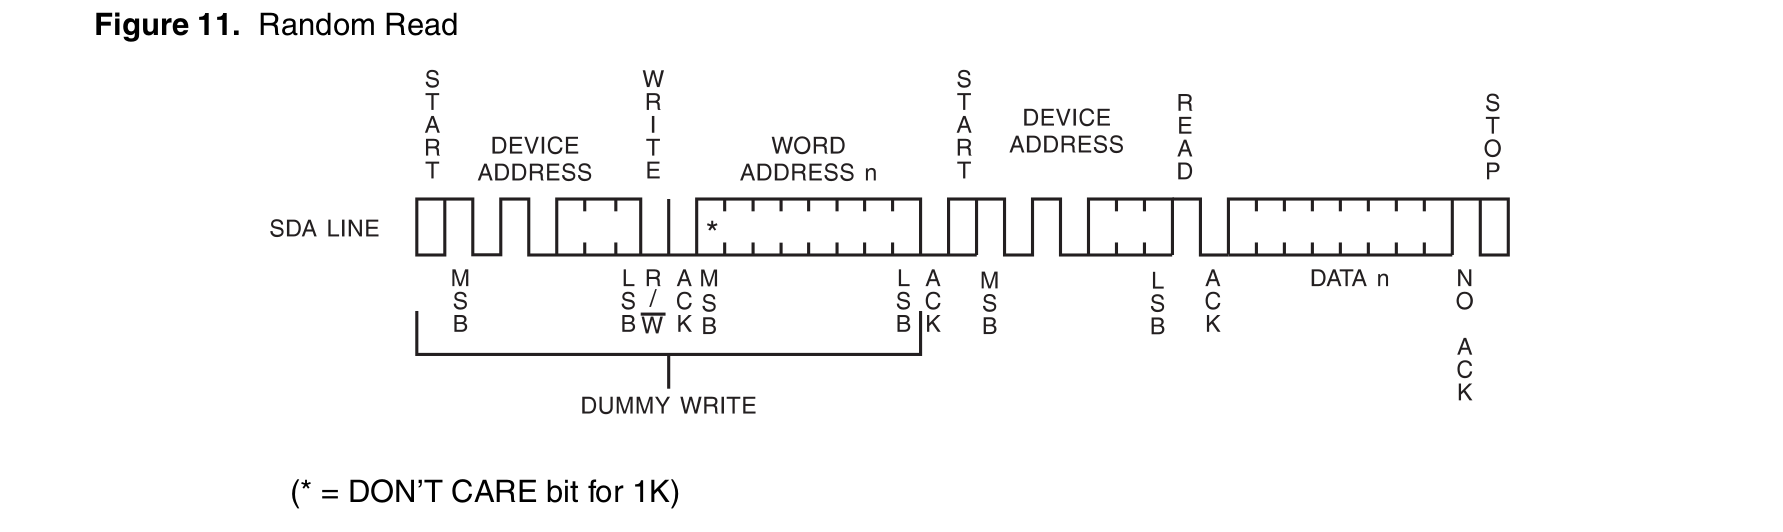 Figure 11. Random Read
START
WRITE
START
READ
STOP
DEVICE
ADDRESS
WORD
ADDRESS n
DEVICE
ADDRESS
SDA LINE
*
MSB
LSB
R/W̅
ACK
MSB
LSB
ACK
MSB
LSB
ACK
DATA n
NO ACK
DUMMY WRITE
(* = DON'T CARE bit for 1K)